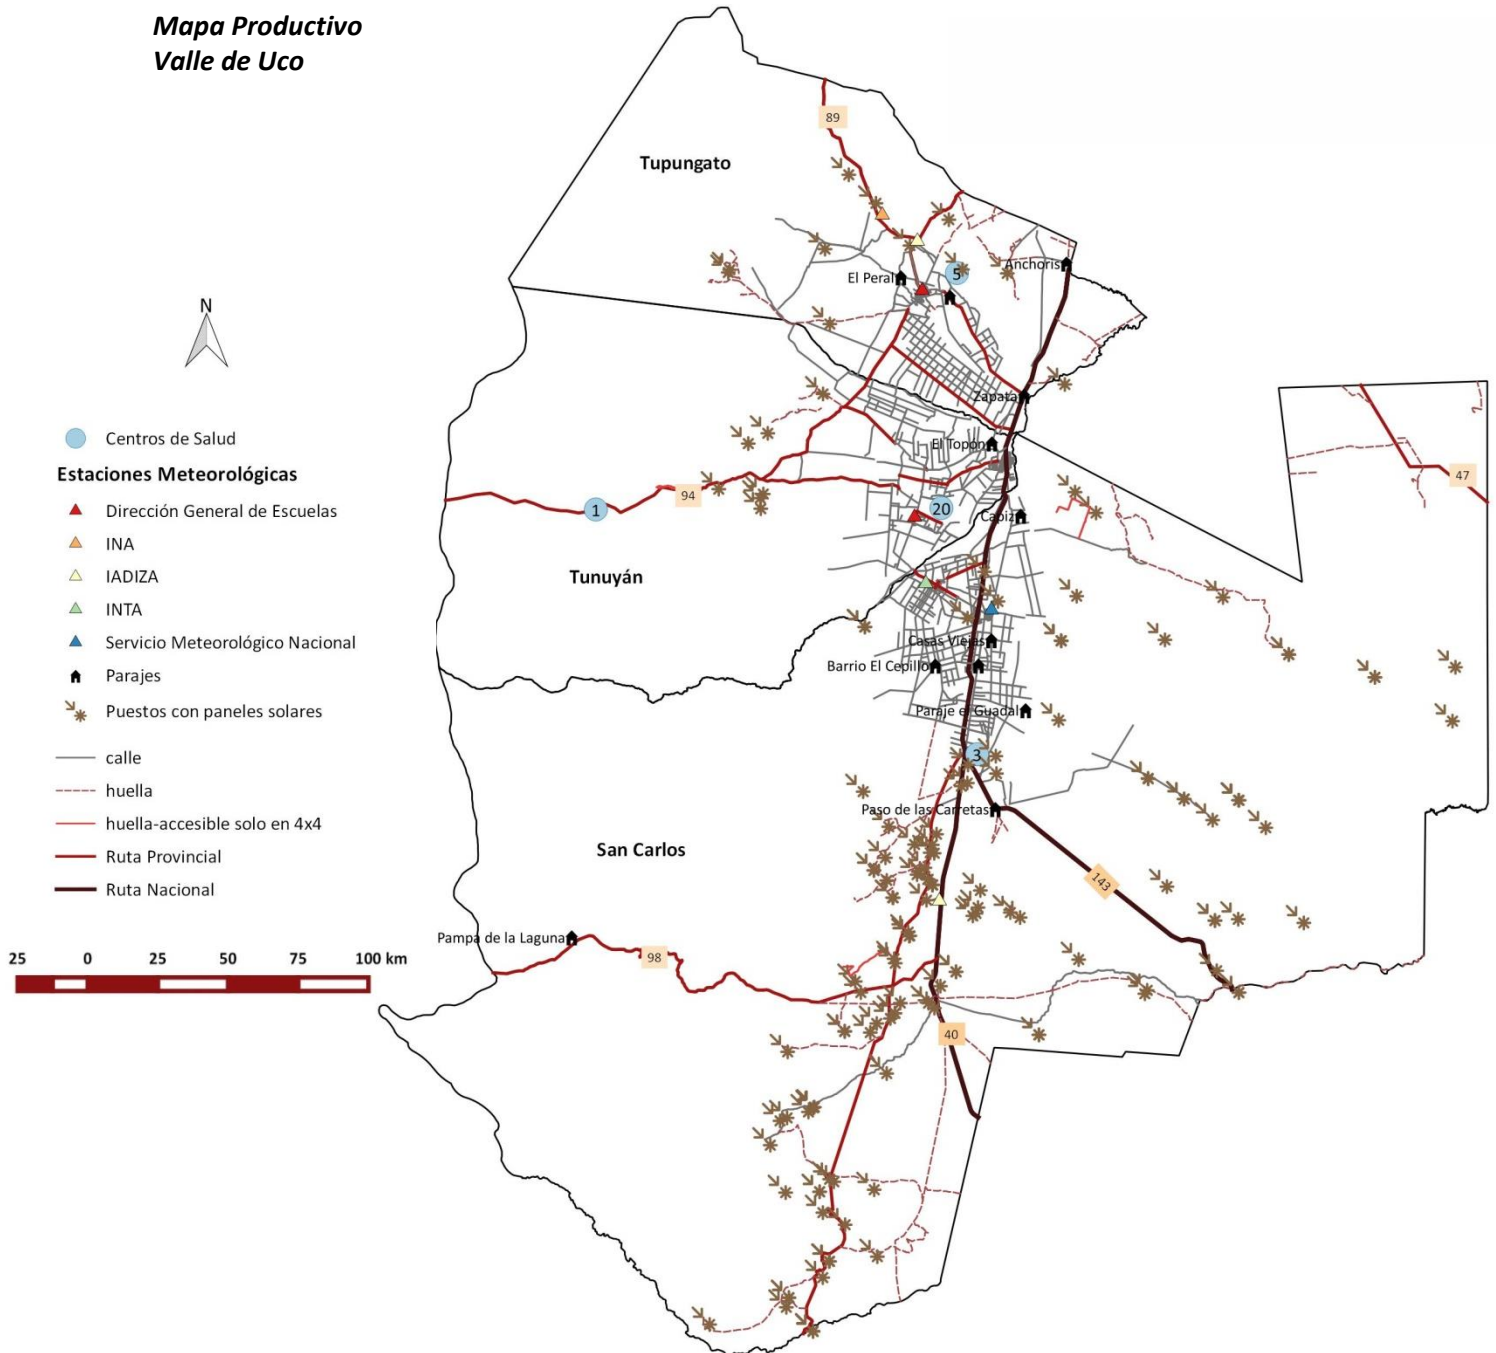 Mapa Productivo
Valle de Uco
89
Tupungato
Anchoris
El Peral
5
N
Zapata
Centros de Salud
El Topón
Estaciones Meteorológicas
47
94
Dirección General de Escuelas
1
20
Capiz
INA
IADIZA
Tunuyán
INTA
Servicio Meteorológico Nacional
Casas Viejas
Parajes
Barrio El Cepillo
Puestos con paneles solares
Paraje el Guadal
calle
3
huella
huella-accesible solo en 4x4
Paso de las Carretas
Ruta Provincial
San Carlos
Ruta Nacional
143
Pampa de la Laguna
25 0 25 50 75 100 km
98
40